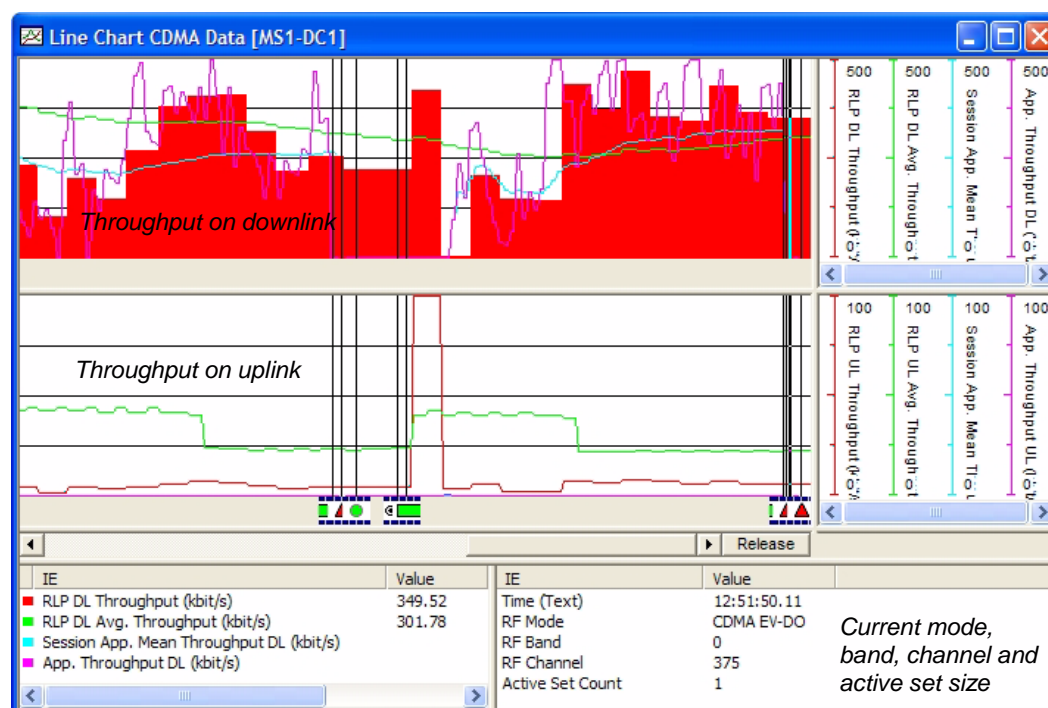 Line Chart CDMA Data [MS1-DC1]
500 500 500 500
RLP DL Throughput
RLP DL Avg. Throughput
Session App. Mean
App. Throughput DL
Throughput on downlink
100 100 100 100
RLP UL Throughput
RLP UL Avg. Through
Session App. Mean
App. Throughput UL
Throughput on uplink
Release
IE Value
RLP DL Throughput (kbit/s) 349.52
RLP DL Avg. Throughput (kbit/s) 301.78
Session App. Mean Throughput DL (kbit/s)
App. Throughput DL (kbit/s)
IE Value
Time (Text) 12:51:50.11
RF Mode CDMA EV-DO
RF Band 0
RF Channel 375
Active Set Count 1
Current mode,
band, channel and
active set size